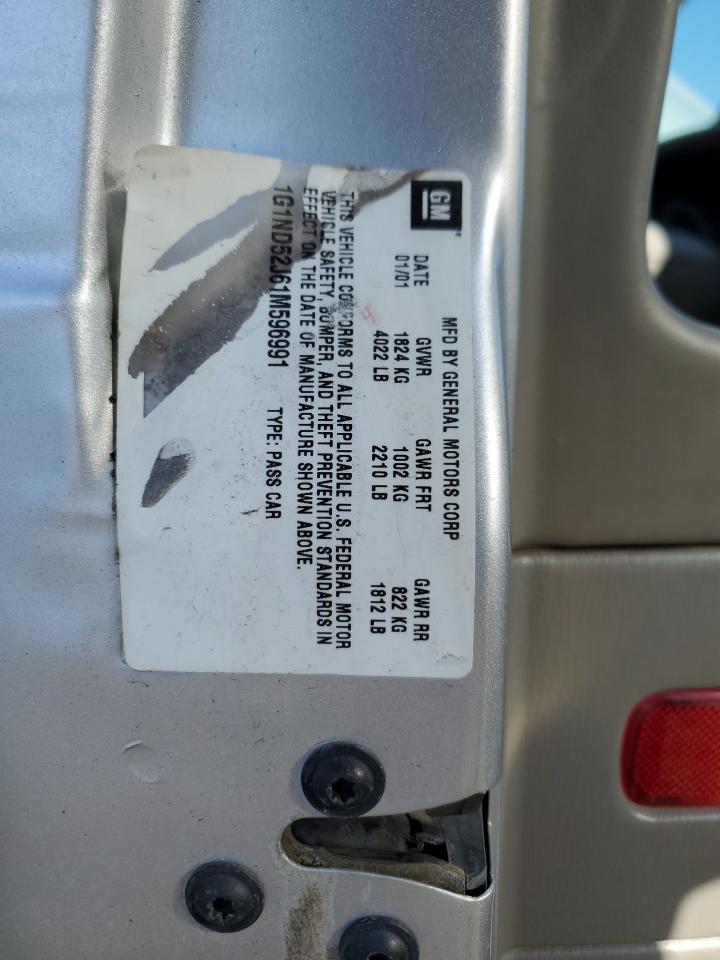 GM
MFD BY GENERAL MOTORS CORP
DATE GVWR GAWR FRT GAWR RR
01/01 1824 KG 1002 KG 822 KG
4022 LB 2210 LB 1812 LB
THIS VEHICLE CONFORMS TO ALL APPLICABLE U.S. FEDERAL MOTOR
VEHICLE SAFETY, BUMPER, AND THEFT PREVENTION STANDARDS IN
EFFECT ON THE DATE OF MANUFACTURE SHOWN ABOVE.
1G1ND52J61M596991 TYPE: PASS CAR